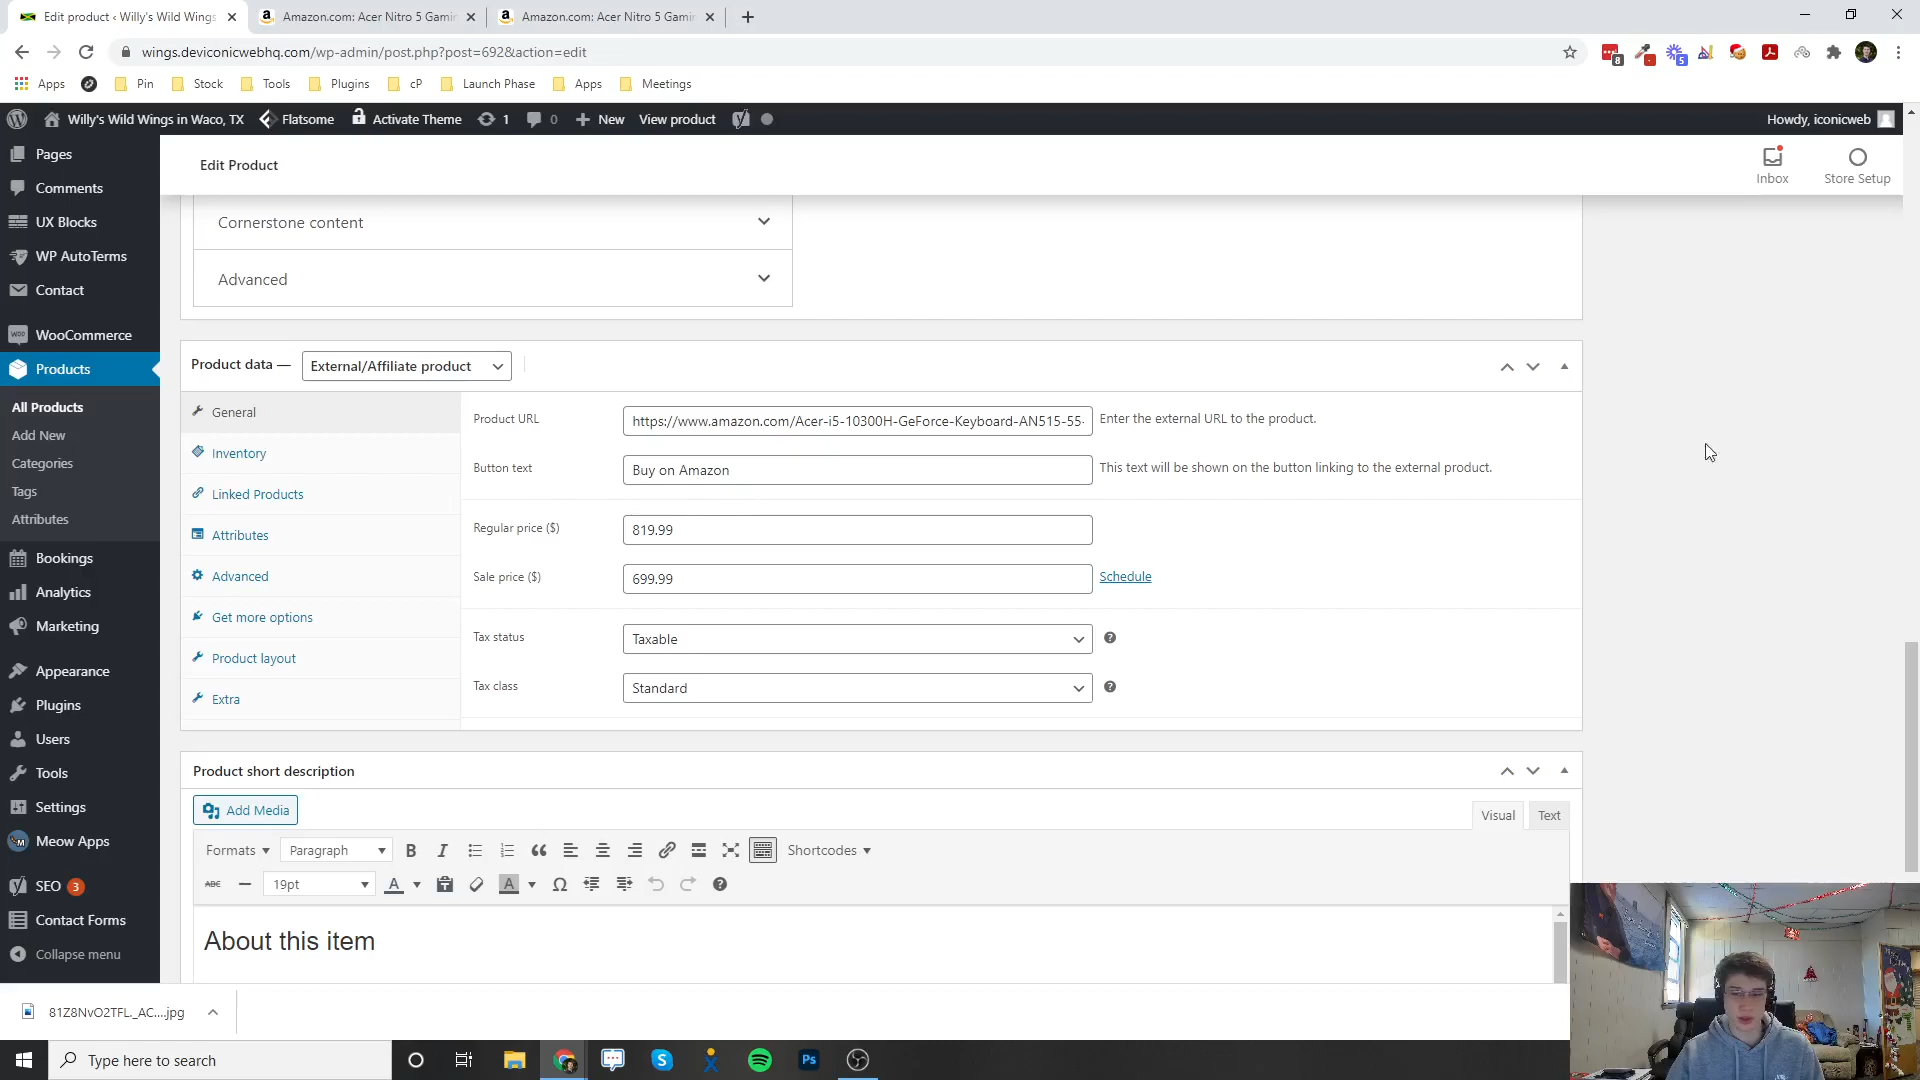 Edit product ‹ Willy's Wild Wings
Amazon.com: Acer Nitro 5 Gamin
Amazon.com: Acer Nitro 5 Gamin
wings.deviconicwebhq.com/wp-admin/post.php?post=692&action=edit
8
5
Apps
Pin
Stock
Tools
Plugins
cP
Launch Phase
Apps
Meetings
Willy's Wild Wings in Waco, TX
Flatsome
Activate Theme
1
0
New
View product
Howdy, iconicweb
Pages
Comments
UX Blocks
WP AutoTerms
Contact
WooCommerce
Products
All Products
Add New
Categories
Tags
Attributes
Bookings
Analytics
Marketing
Appearance
Plugins
Users
Tools
Settings
Meow Apps
SEO 3
Contact Forms
Collapse menu
Edit Product
Inbox
Store Setup
Cornerstone content
Advanced
Product data —
External/Affiliate product
General
Inventory
Linked Products
Attributes
Advanced
Get more options
Product layout
Extra
Product URL
https://www.amazon.com/Acer-i5-10300H-GeForce-Keyboard-AN515-55-
Enter the external URL to the product.
Button text
Buy on Amazon
This text will be shown on the button linking to the external product.
Regular price ($)
819.99
Sale price ($)
699.99
Schedule
Tax status
Taxable
Tax class
Standard
Product short description
Add Media
Visual
Text
Formats
Paragraph
B
I
Shortcodes
ABC
19pt
A
A
Ω
About this item
81Z8NvO2TFL._AC....jpg
Type here to search
S
Ps